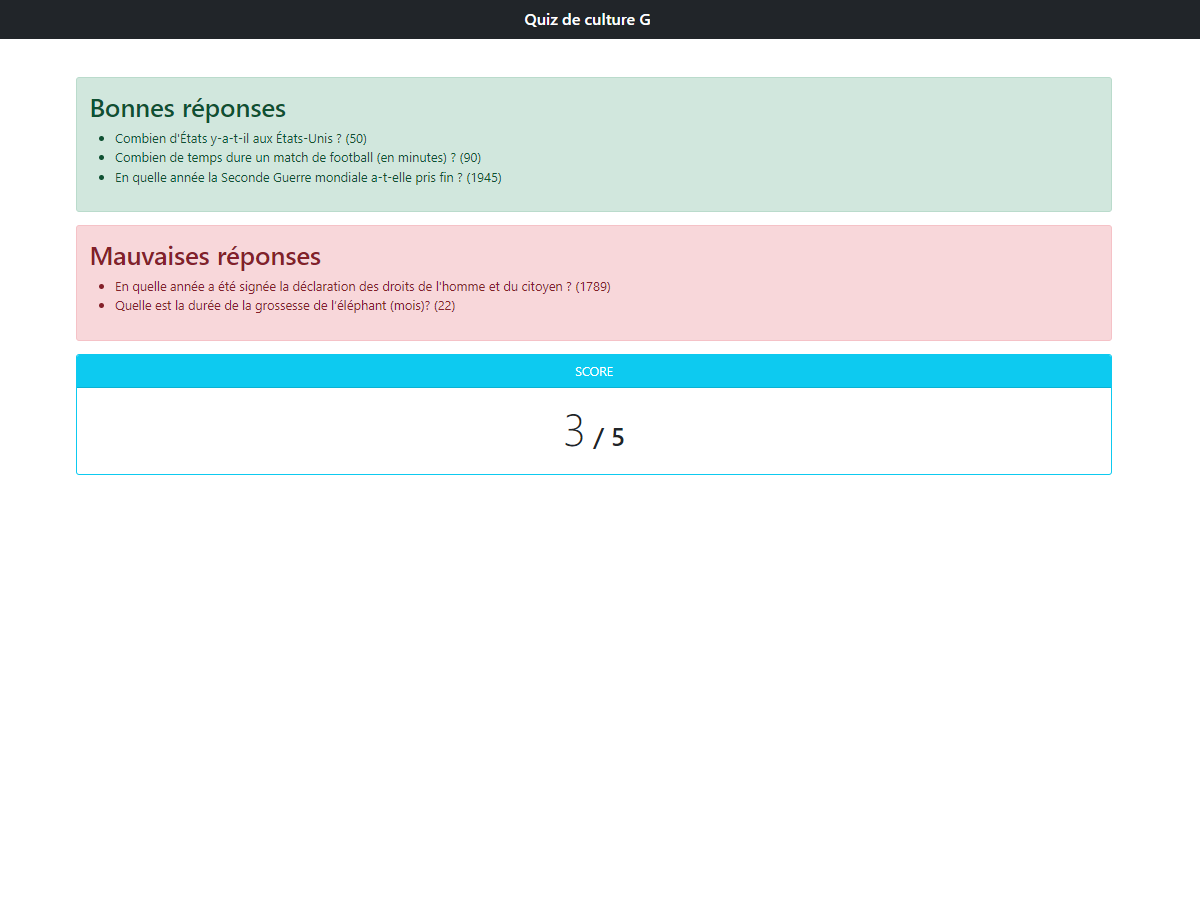 Quiz de culture G
Bonnes réponses
Combien d'États y-a-t-il aux États-Unis ? (50)
Combien de temps dure un match de football (en minutes) ? (90)
En quelle année la Seconde Guerre mondiale a-t-elle pris fin ? (1945)
Mauvaises réponses
En quelle année a été signée la déclaration des droits de l'homme et du citoyen ? (1789)
Quelle est la durée de la grossesse de l'éléphant (mois)? (22)
SCORE
3 / 5